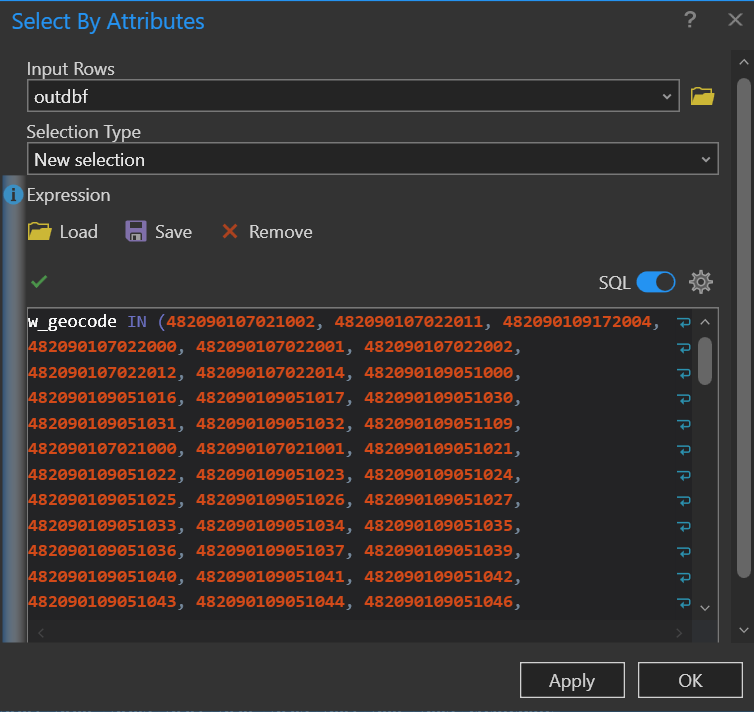 Select By Attributes
?
Input Rows
outdbf
Selection Type
New selection
Expression
Load Save Remove
SQL
w_geocode IN (482090107021002, 482090107022011, 482090109172004,
482090107022000, 482090107022001, 482090107022002,
482090107022012, 482090107022014, 482090109051000,
482090109051016, 482090109051017, 482090109051030,
482090109051031, 482090109051032, 482090109051109,
482090107021000, 482090107021001, 482090109051021,
482090109051022, 482090109051023, 482090109051024,
482090109051025, 482090109051026, 482090109051027,
482090109051033, 482090109051034, 482090109051035,
482090109051036, 482090109051037, 482090109051039,
482090109051040, 482090109051041, 482090109051042,
482090109051043, 482090109051044, 482090109051046,
Apply OK